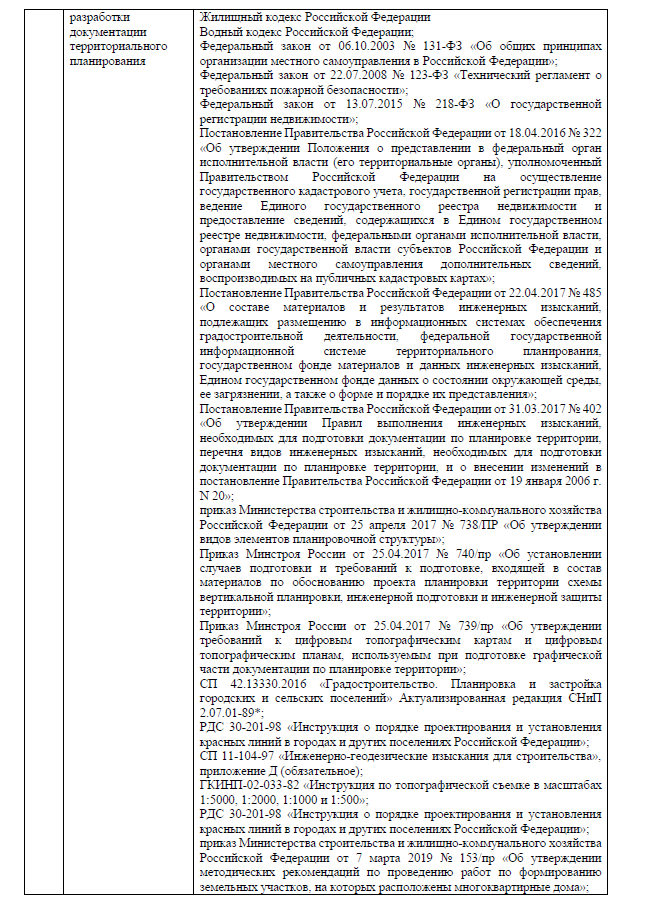 разработки
документации
территориального
планирования
Жилищный кодекс Российской Федерации
Водный кодекс Российской Федерации;
Федеральный закон от 06.10.2003 № 131-ФЗ «Об общих принципах
организации местного самоуправления в Российской Федерации»;
Федеральный закон от 22.07.2008 № 123-ФЗ «Технический регламент о
требованиях пожарной безопасности»;
Федеральный закон от 13.07.2015 № 218-ФЗ «О государственной
регистрации недвижимости»;
Постановление Правительства Российской Федерации от 18.04.2016 № 322
«Об утверждении Положения о представлении в федеральный орган
исполнительной власти (его территориальные органы), уполномоченный
Правительством Российской Федерации на осуществление
государственного кадастрового учета, государственной регистрации прав,
ведение Единого государственного реестра недвижимости и
предоставление сведений, содержащихся в Едином государственном
реестре недвижимости, федеральными органами исполнительной власти,
органами государственной власти субъектов Российской Федерации и
органами местного самоуправления дополнительных сведений,
воспроизводимых на публичных кадастровых картах»;
Постановление Правительства Российской Федерации от 22.04.2017 № 485
«О составе материалов и результатов инженерных изысканий,
подлежащих размещению в информационных системах обеспечения
градостроительной деятельности, федеральной государственной
информационной системе территориального планирования,
государственном фонде материалов и данных инженерных изысканий,
Едином государственном фонде данных о состоянии окружающей среды,
ее загрязнении, а также о форме и порядке их представления»;
Постановление Правительства Российской Федерации от 31.03.2017 № 402
«Об утверждении Правил выполнения инженерных изысканий,
необходимых для подготовки документации по планировке территории,
перечня видов инженерных изысканий, необходимых для подготовки
документации по планировке территории, и о внесении изменений в
постановление Правительства Российской Федерации от 19 января 2006 г.
N 20»;
приказ Министерства строительства и жилищно-коммунального хозяйства
Российской Федерации от 25 апреля 2017 № 738/ПР «Об утверждении
видов элементов планировочной структуры»;
Приказ Минстроя России от 25.04.2017 № 740/пр «Об установлении
случаев подготовки и требований к подготовке, входящей в состав
материалов по обоснованию проекта планировки территории схемы
вертикальной планировки, инженерной подготовки и инженерной защиты
территории»;
Приказ Минстроя России от 25.04.2017 № 739/пр «Об утверждении
требований к цифровым топографическим картам и цифровым
топографическим планам, используемым при подготовке графической
части документации по планировке территории»;
СП 42.13330.2016 «Градостроительство. Планировка и застройка
городских и сельских поселений» Актуализированная редакция СНиП
2.07.01-89*;
РДС 30-201-98 «Инструкция о порядке проектирования и установления
красных линий в городах и других поселениях Российской Федерации»;
СП 11-104-97 «Инженерно-геодезические изыскания для строительства»,
приложение Д (обязательное);
ГКИНП-02-033-82 «Инструкция по топографической съемке в масштабах
1:5000, 1:2000, 1:1000 и 1:500»;
РДС 30-201-98 «Инструкция о порядке проектирования и установления
красных линий в городах и других поселениях Российской Федерации»;
приказ Министерства строительства и жилищно-коммунального хозяйства
Российской Федерации от 7 марта 2019 № 153/пр «Об утверждении
методических рекомендаций по проведению работ по формированию
земельных участков, на которых расположены многоквартирные дома»;